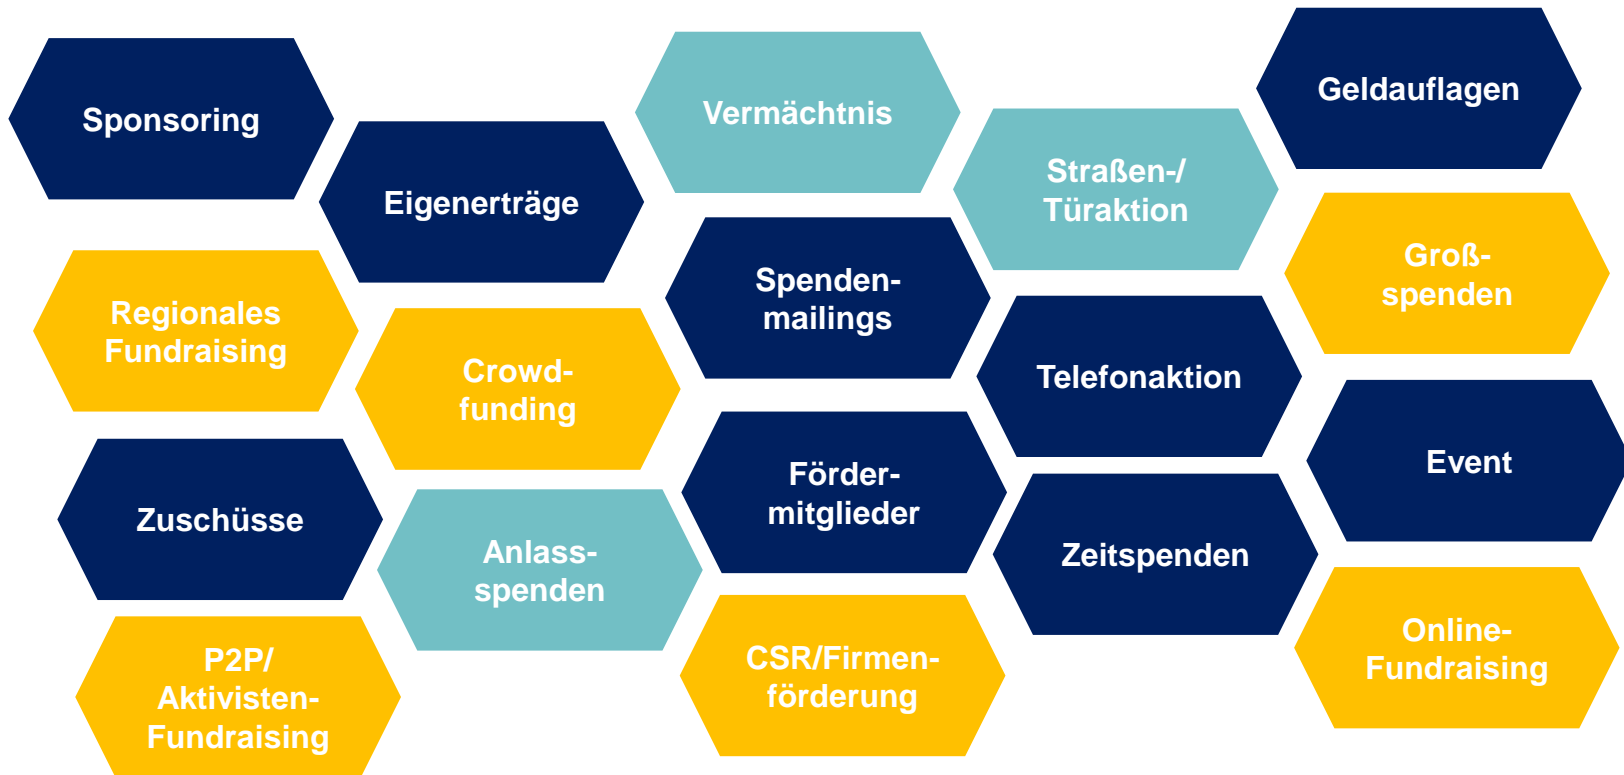 Sponsoring
Eigenerträge
Vermächtnis
Straßen-/
Türaktion
Geldauflagen
Regionales
Fundraising
Crowd-
funding
Spenden-
mailings
Telefonaktion
Groß-
spenden
Zuschüsse
Anlass-
spenden
Förder-
mitglieder
Zeitspenden
Event
P2P/
Aktivisten-
Fundraising
CSR/Firmen-
förderung
Online-
Fundraising